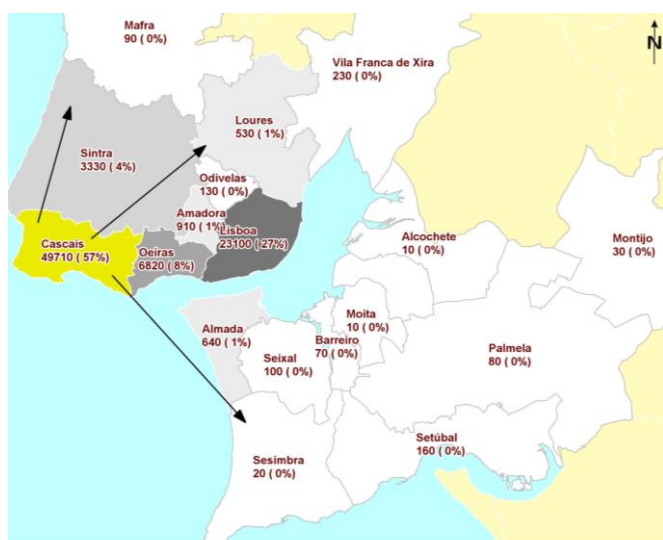 Mafra
90 ( 0%)
N
Vila Franca de Xira
230 ( 0%)
Loures
530 ( 1%)
Sintra
3330 ( 4%)
Odivelas
130 ( 0%)
Amadora
910 ( 1%)
Lisboa
23100 ( 27%)
Cascais
49710 ( 57%)
Oeiras
6820 ( 8%)
Alcochete
10 ( 0%)
Montijo
30 ( 0%)
Almada
640 ( 1%)
Moita
10 ( 0%)
Barreiro
70 ( 0%)
Seixal
100 ( 0%)
Palmela
80 ( 0%)
Setúbal
160 ( 0%)
Sesimbra
20 ( 0%)